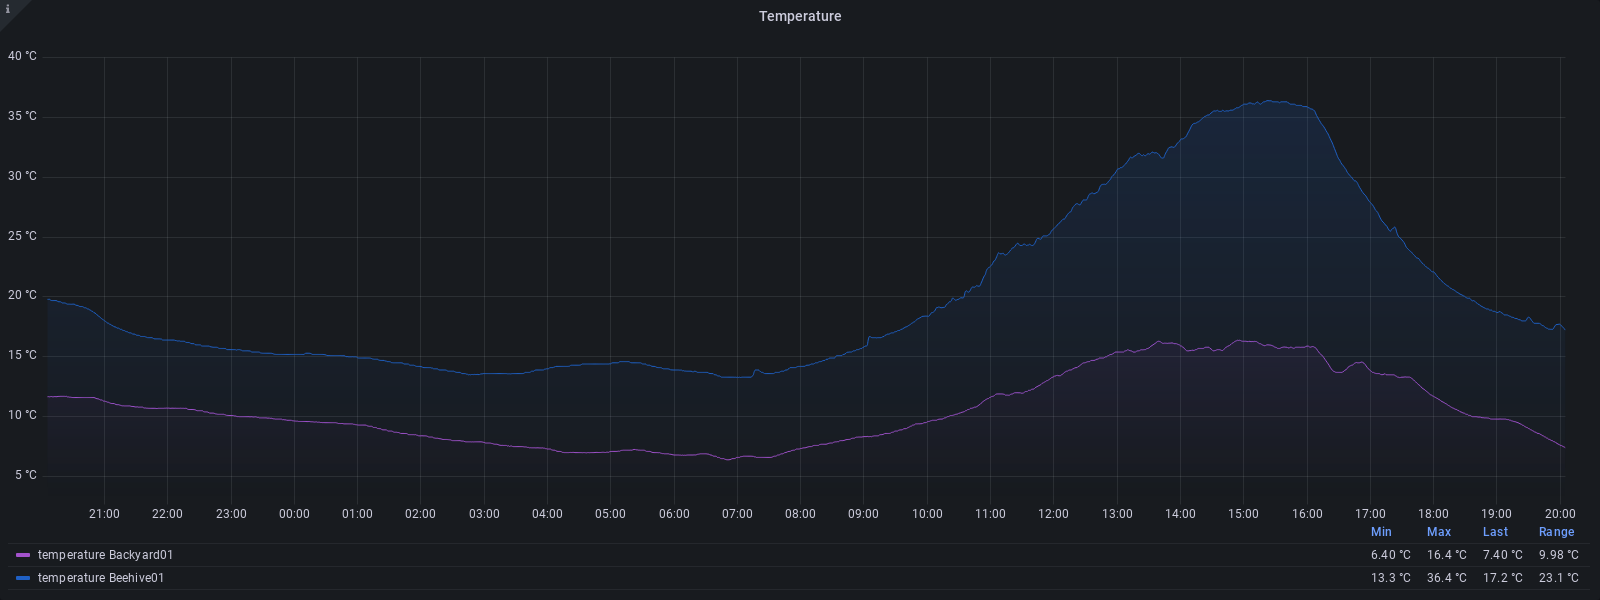 i
Temperature
40 °C
35 °C
30 °C
25 °C
20 °C
15 °C
10 °C
5 °C
21:00 22:00 23:00 00:00 01:00 02:00 03:00 04:00 05:00 06:00 07:00 08:00 09:00 10:00 11:00 12:00 13:00 14:00 15:00 16:00 17:00 18:00 19:00 20:00
Min Max Last Range
temperature Backyard01 6.40 °C 16.4 °C 7.40 °C 9.98 °C
temperature Beehive01 13.3 °C 36.4 °C 17.2 °C 23.1 °C